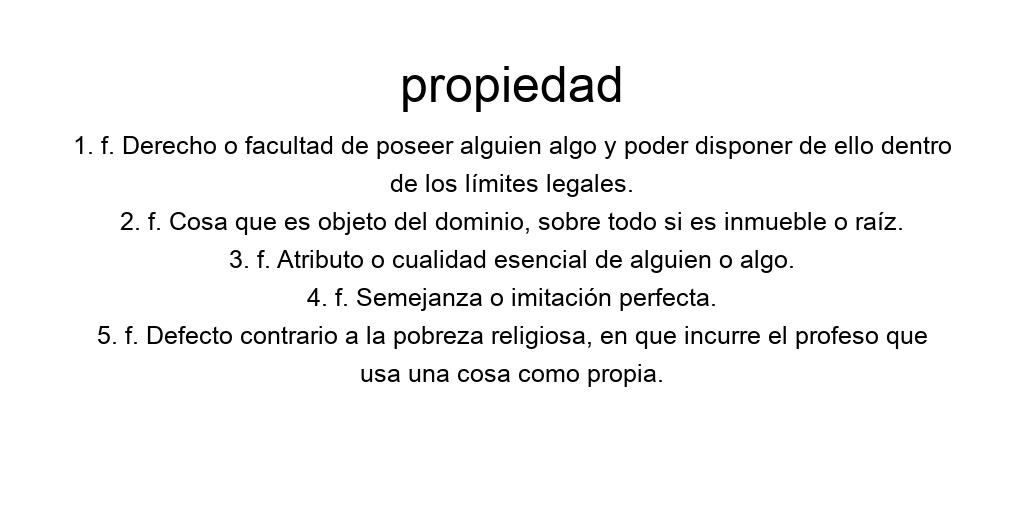 propiedad
1. f. Derecho o facultad de poseer alguien algo y poder disponer de ello dentro
de los límites legales.
2. f. Cosa que es objeto del dominio, sobre todo si es inmueble o raíz.
3. f. Atributo o cualidad esencial de alguien o algo.
4. f. Semejanza o imitación perfecta.
5. f. Defecto contrario a la pobreza religiosa, en que incurre el profeso que
usa una cosa como propia.